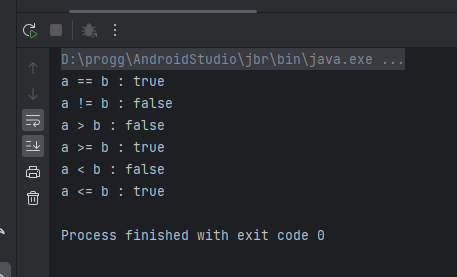 D:\progg\AndroidStudio\jbr\bin\java.exe ...
a == b : true
a != b : false
a > b : false
a >= b : true
a < b : false
a <= b : true
Process finished with exit code 0